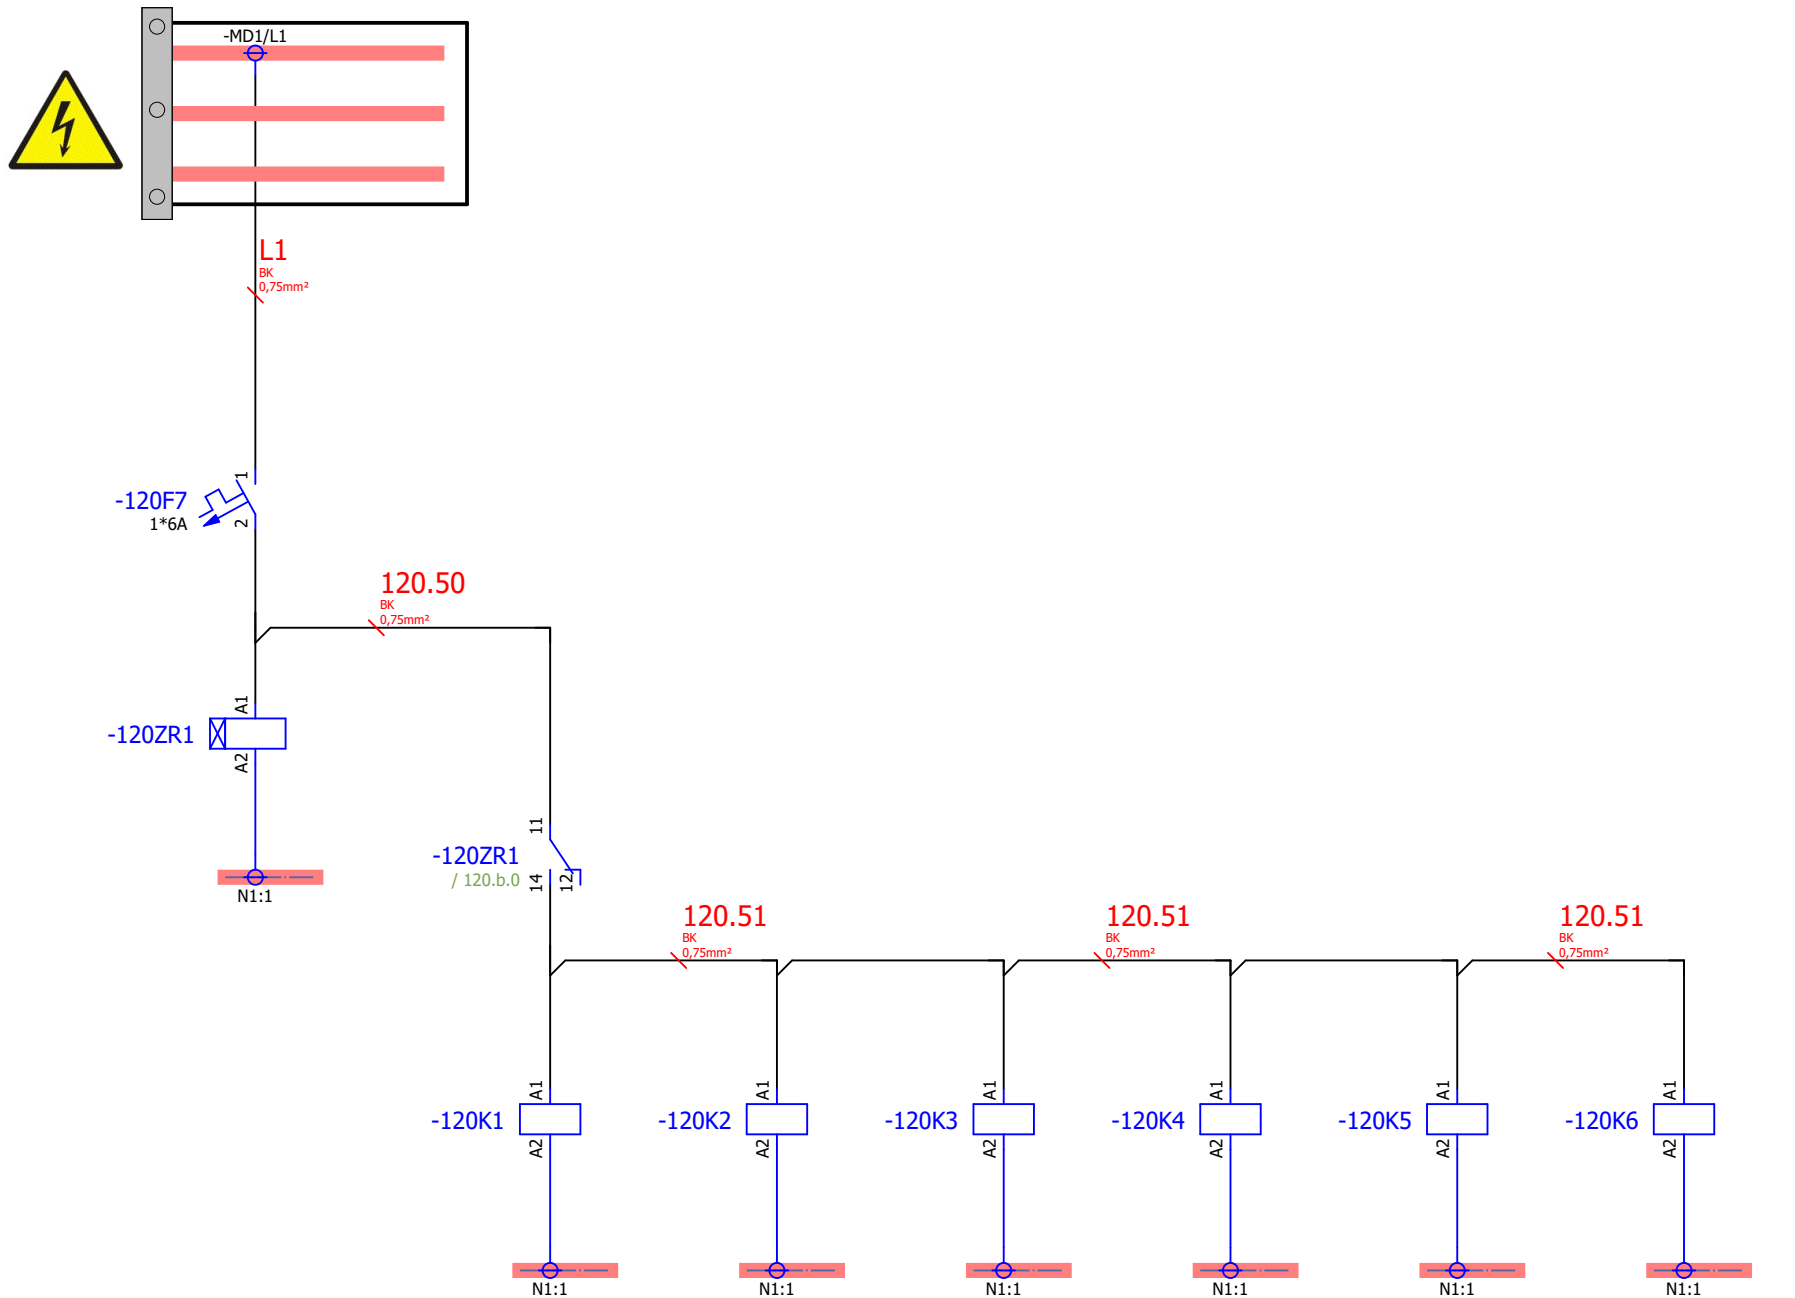 -MD1/L1
L1
BK
0,75mm²
1
-120F7
1*6A
2
120.50
BK
0,75mm²
A1
-120ZR1
A2
N1:1
11
-120ZR1
/ 120.b.0
14
12
120.51
BK
0,75mm²
120.51
BK
0,75mm²
120.51
BK
0,75mm²
A1
-120K1
A2
A1
-120K2
A2
A1
-120K3
A2
A1
-120K4
A2
A1
-120K5
A2
A1
-120K6
A2
N1:1
N1:1
N1:1
N1:1
N1:1
N1:1